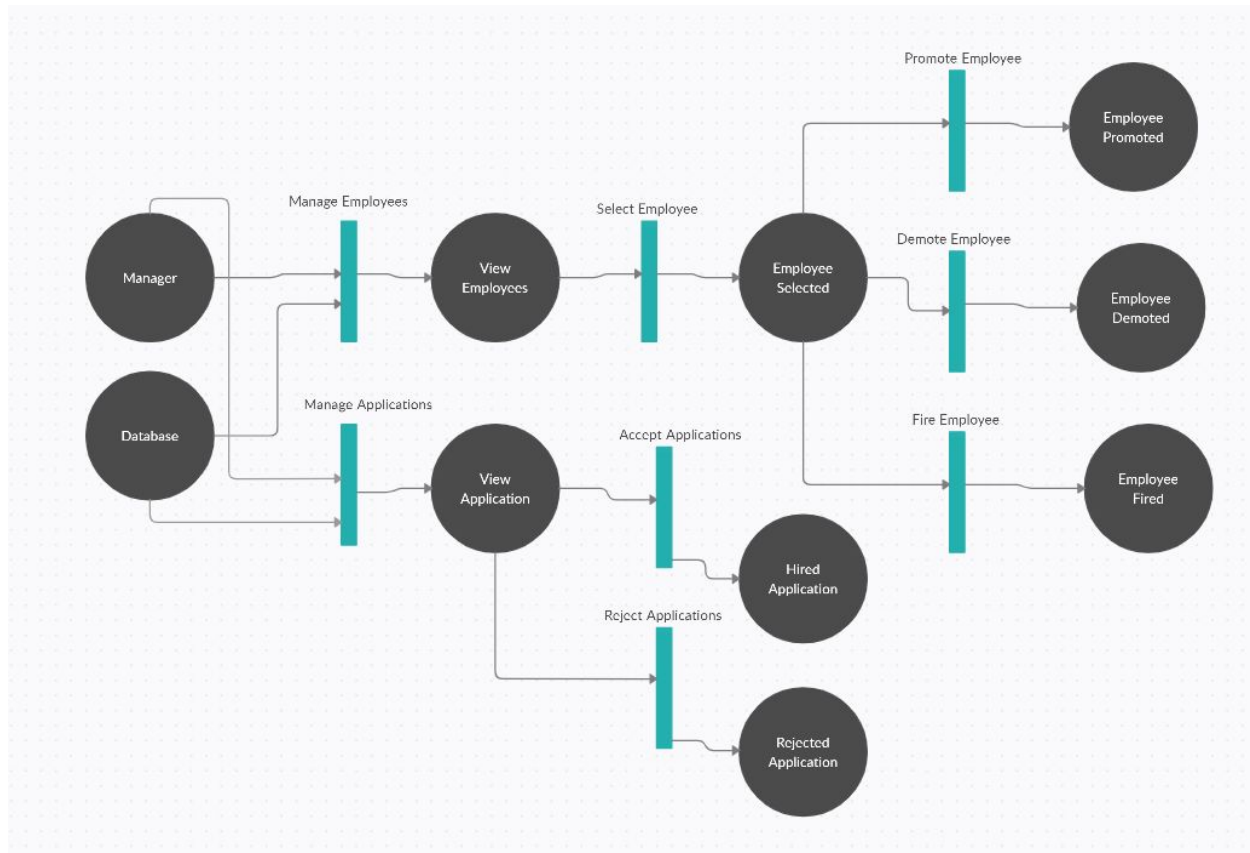 Promote Employee
Employee
Promoted
Manage Employees
Select Employee
Demote Employee
Manager
View
Employees
Employee
Selected
Employee
Demoted
Manage Applications
Database
Accept Applications
Fire Employee
View
Application
Employee
Fired
Hired
Application
Reject Applications
Rejected
Application